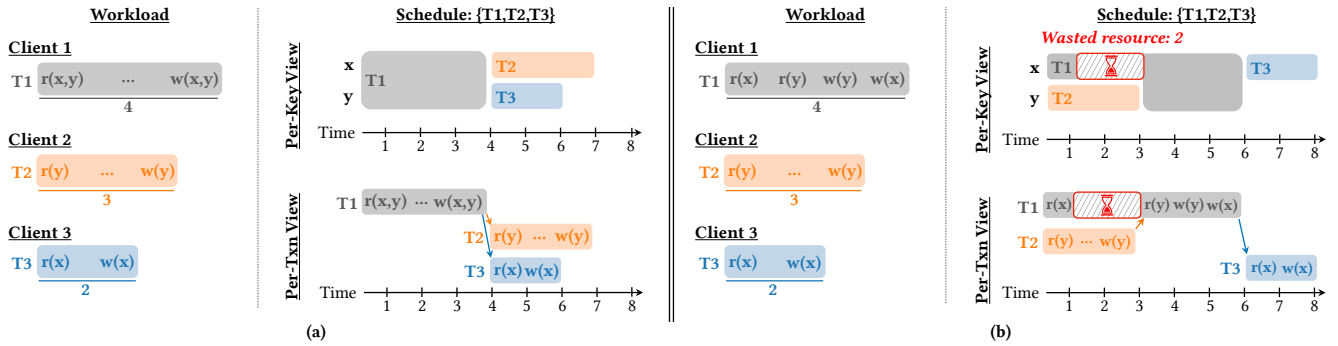 Workload
Client 1
T1 r(x,y) ... w(x,y)
4
Client 2
T2 r(y) ... w(y)
3
Client 3
T3 r(x) w(x)
2
Schedule: {T1,T2,T3}
Per-Key View
x
y
T1
T2
T3
Time
1 2 3 4 5 6 7 8
Per-Txn View
T1 r(x,y) ... w(x,y)
T2 r(y) ... w(y)
T3 r(x) w(x)
Time
1 2 3 4 5 6 7 8
(a)
Workload
Client 1
T1 r(x) r(y) w(y) w(x)
4
Client 2
T2 r(y) ... w(y)
3
Client 3
T3 r(x) w(x)
2
Schedule: {T1,T2,T3}
Wasted resource: 2
Per-Key View
x T1 T3
y T2
Time
1 2 3 4 5 6 7 8
Per-Txn View
T1 r(x) r(y) w(y) w(x)
T2 r(y) ... w(y)
T3 r(x) w(x)
Time
1 2 3 4 5 6 7 8
(b)